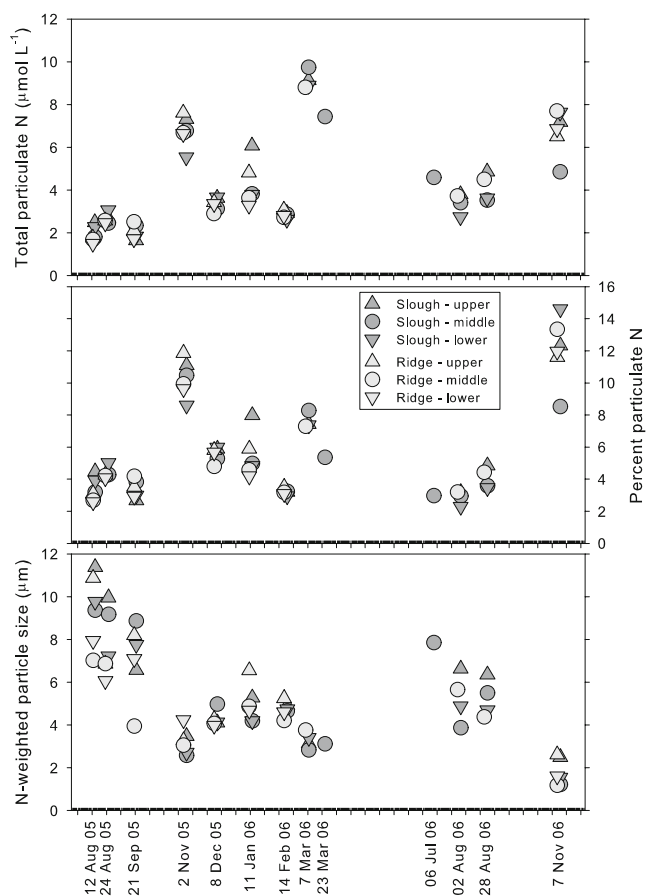 12
10
8
6
4
2
0
Total particulate N (μmol L⁻¹)
Slough - upper
Slough - middle
Slough - lower
Ridge - upper
Ridge - middle
Ridge - lower
16
14
12
10
8
6
4
2
0
Percent particulate N
12
10
8
6
4
2
0
N-weighted particle size (μm)
12 Aug 05
24 Aug 05
21 Sep 05
2 Nov 05
8 Dec 05
11 Jan 06
14 Feb 06
7 Mar 06
23 Mar 06
06 Jul 06
02 Aug 06
28 Aug 06
7 Nov 06